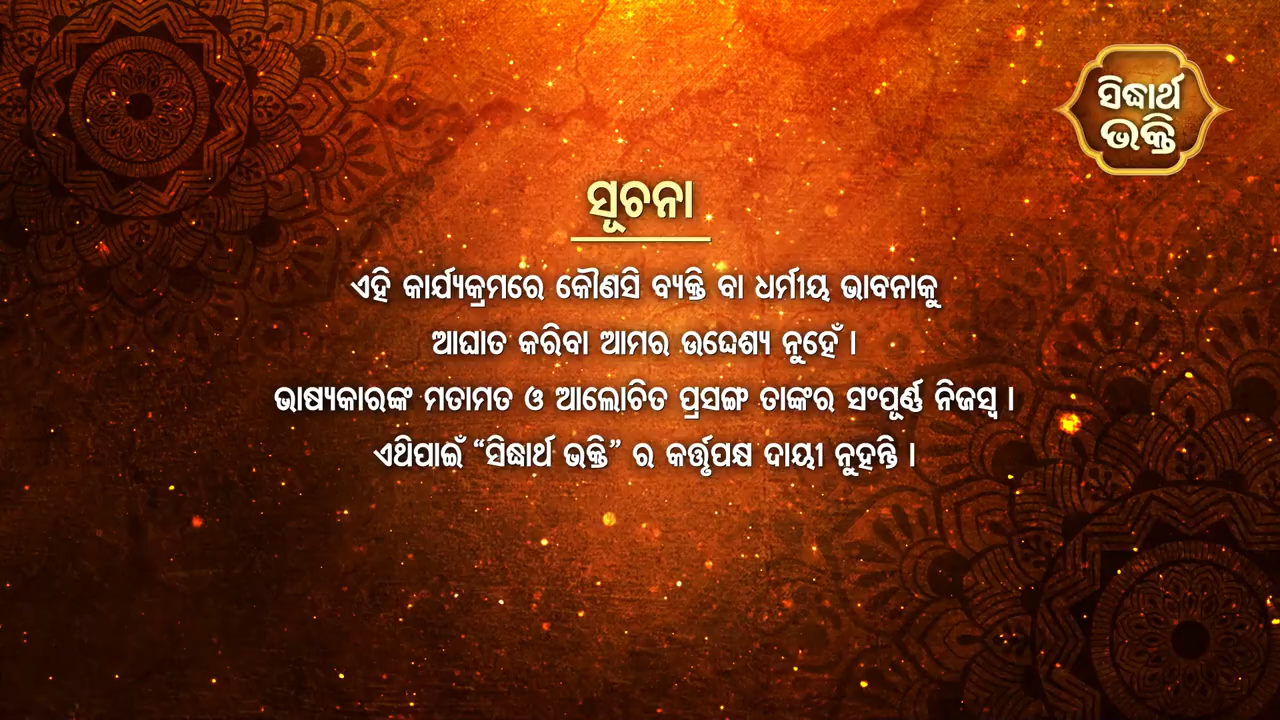 ସିଦ୍ଧାର୍ଥ
ଭକ୍ତି
ସୂଚନା
ଏହି କାର୍ଯ୍ୟକ୍ରମରେ କୌଣସି ବ୍ୟକ୍ତି ବା ଧର୍ମୀୟ ଭାବନାକୁ
ଆଘାତ କରିବା ଆମର ଉଦ୍ଦେଶ୍ୟ ନୁହେଁ ।
ଭାଷ୍ୟକାରଙ୍କ ମତାମତ ଓ ଆଲୋଚିତ ପ୍ରସଙ୍ଗ ତାଙ୍କର ସଂପୂର୍ଣ୍ଣ ନିଜସ୍ୱ ।
ଏଥିପାଇଁ “ସିଦ୍ଧାର୍ଥ ଭକ୍ତି” ର କର୍ତ୍ତୃପକ୍ଷ ଦାୟୀ ନୁହନ୍ତି ।